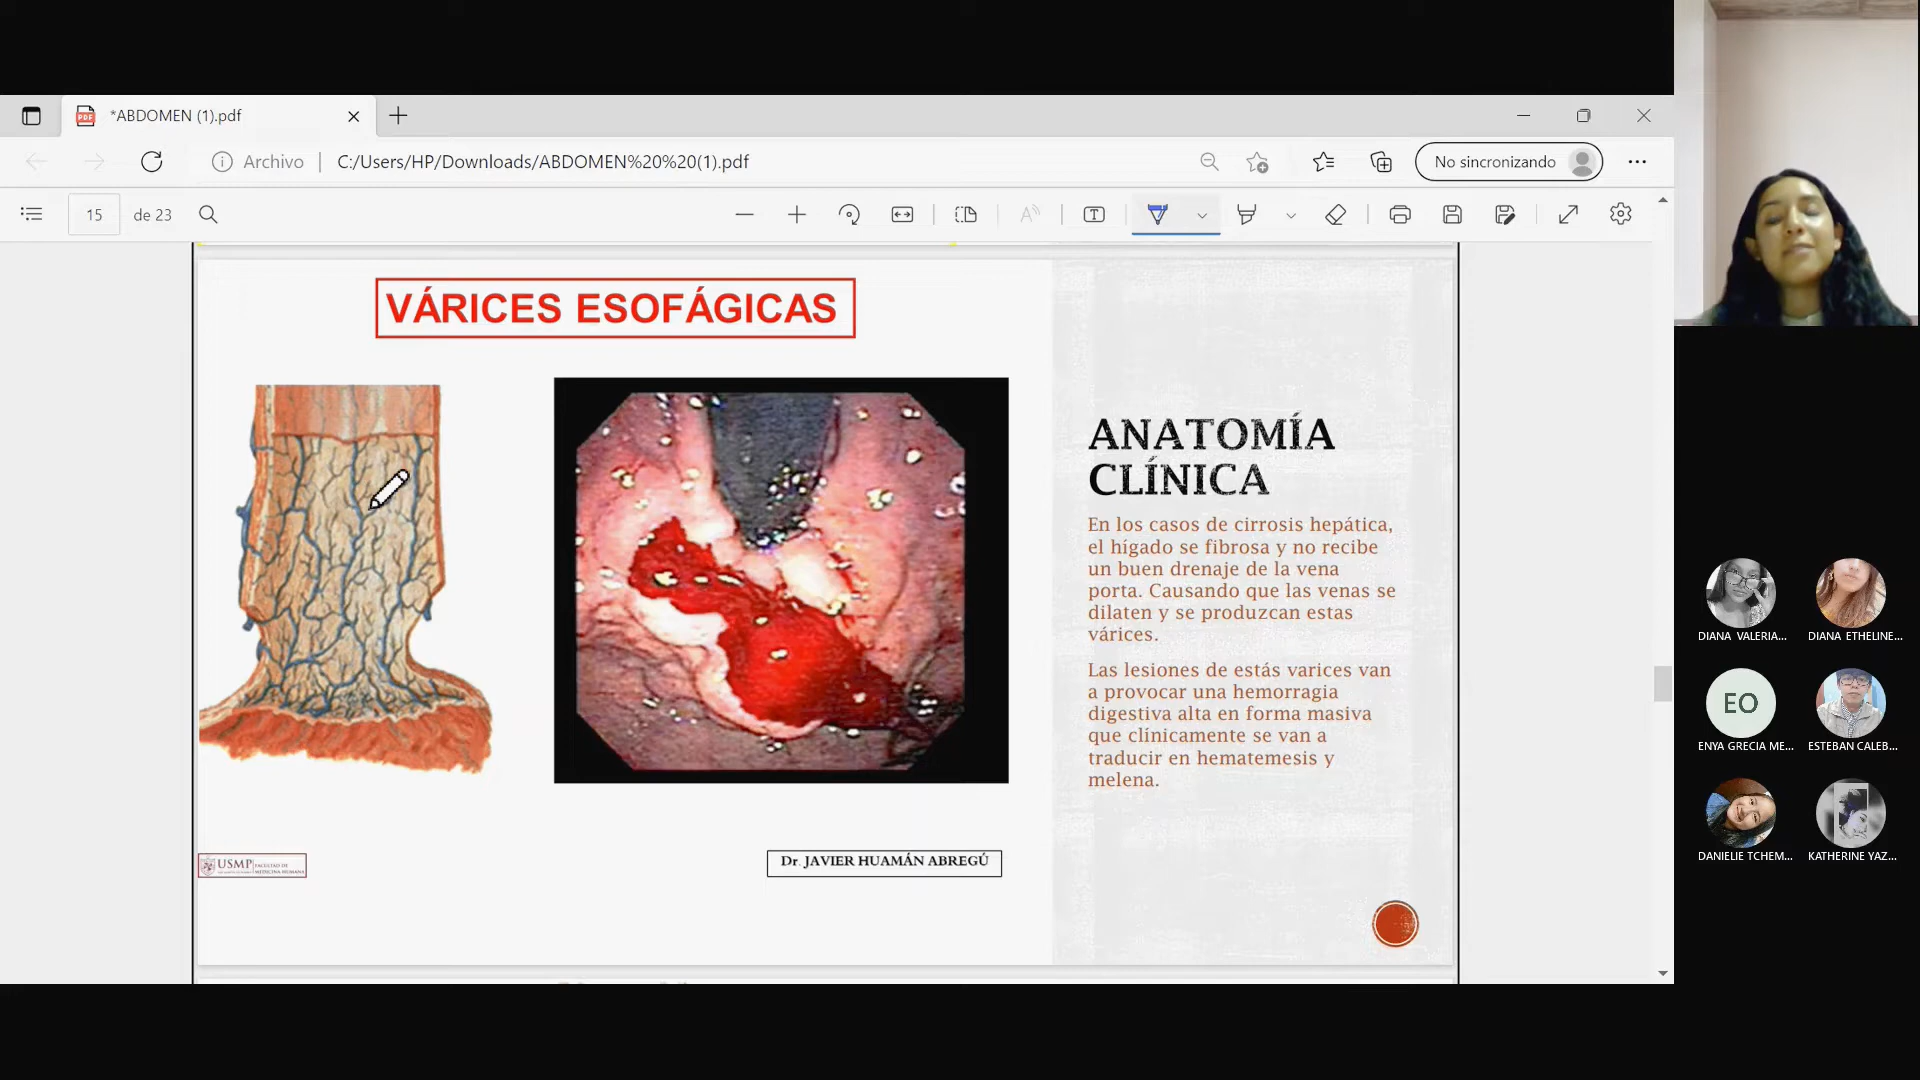 *ABDOMEN (1).pdf
Archivo
C:/Users/HP/Downloads/ABDOMEN%20%20(1).pdf
No sincronizando
15
de 23
VÁRICES ESOFÁGICAS
ANATOMÍA
CLÍNICA
En los casos de cirrosis hepática,
el hígado se fibrosa y no recibe
un buen drenaje de la vena
porta. Causando que las venas se
dilaten y se produzcan estas
várices.
Las lesiones de estás varices van
a provocar una hemorragia
digestiva alta en forma masiva
que clínicamente se van a
traducir en hematemesis y
melena.
USMP
FACULTAD DE
MEDICINA HUMANA
Dr. JAVIER HUAMÁN ABREGÚ
DIANA VALERIA...
DIANA ETHELINE...
EO
ENYA GRECIA ME...
ESTEBAN CALEB...
DANIELIE TCHEM...
KATHERINE YAZ...